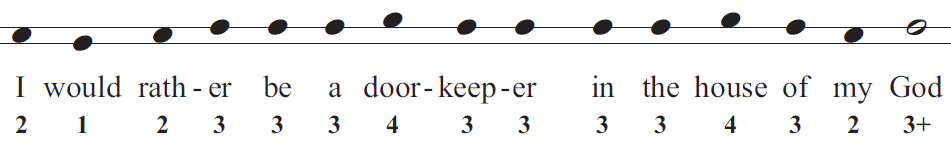 I would rath - er be a door - keep - er in the house of my God
2 1 2 3 3 3 4 3 3 3 3 4 3 2 3+